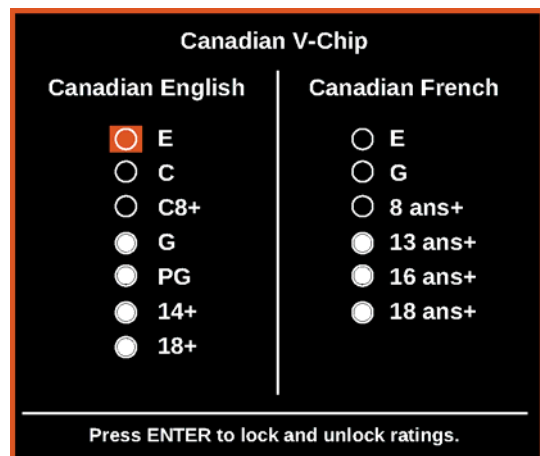 Canadian V-Chip
Canadian English
E
C
C8+
G
PG
14+
18+
Canadian French
E
G
8 ans+
13 ans+
16 ans+
18 ans+
Press ENTER to lock and unlock ratings.